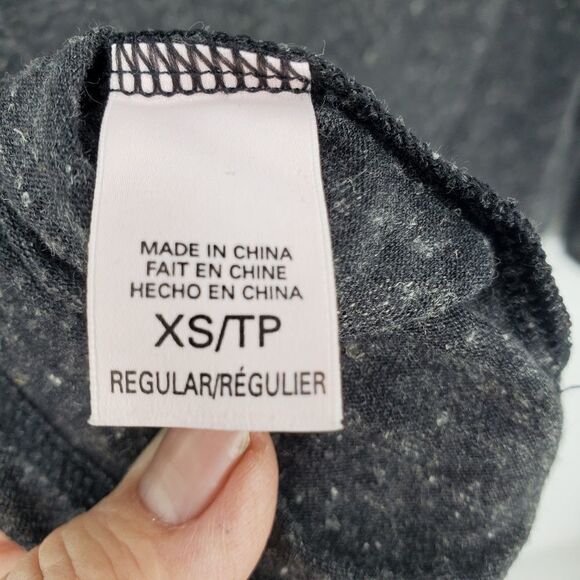 MADE IN CHINA
FAIT EN CHINE
HECHO EN CHINA
XS/TP
REGULAR/RÉGULIER